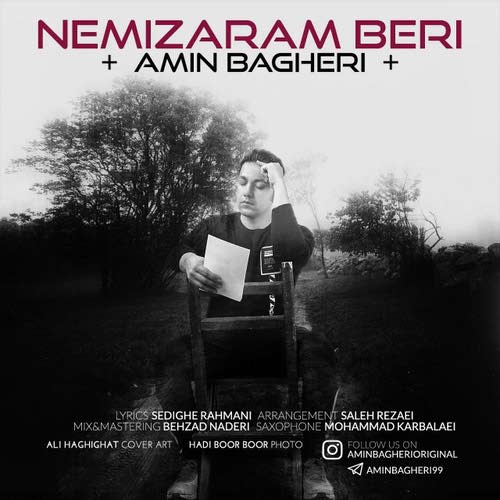 NEMIZARAM BERI
+ AMIN BAGHERI +
LYRICS SEDIGHE RAHMANI ARRANGEMENT SALEH REZAEI
MIX&MASTERING BEHZAD NADERI SAXOPHONE MOHAMMAD KARBALAEI
ALI HAGHIGHAT COVER ART HADI BOOR BOOR PHOTO
FOLLOW US ON
AMINBAGHERIORIGINAL
AMINBAGHERI99